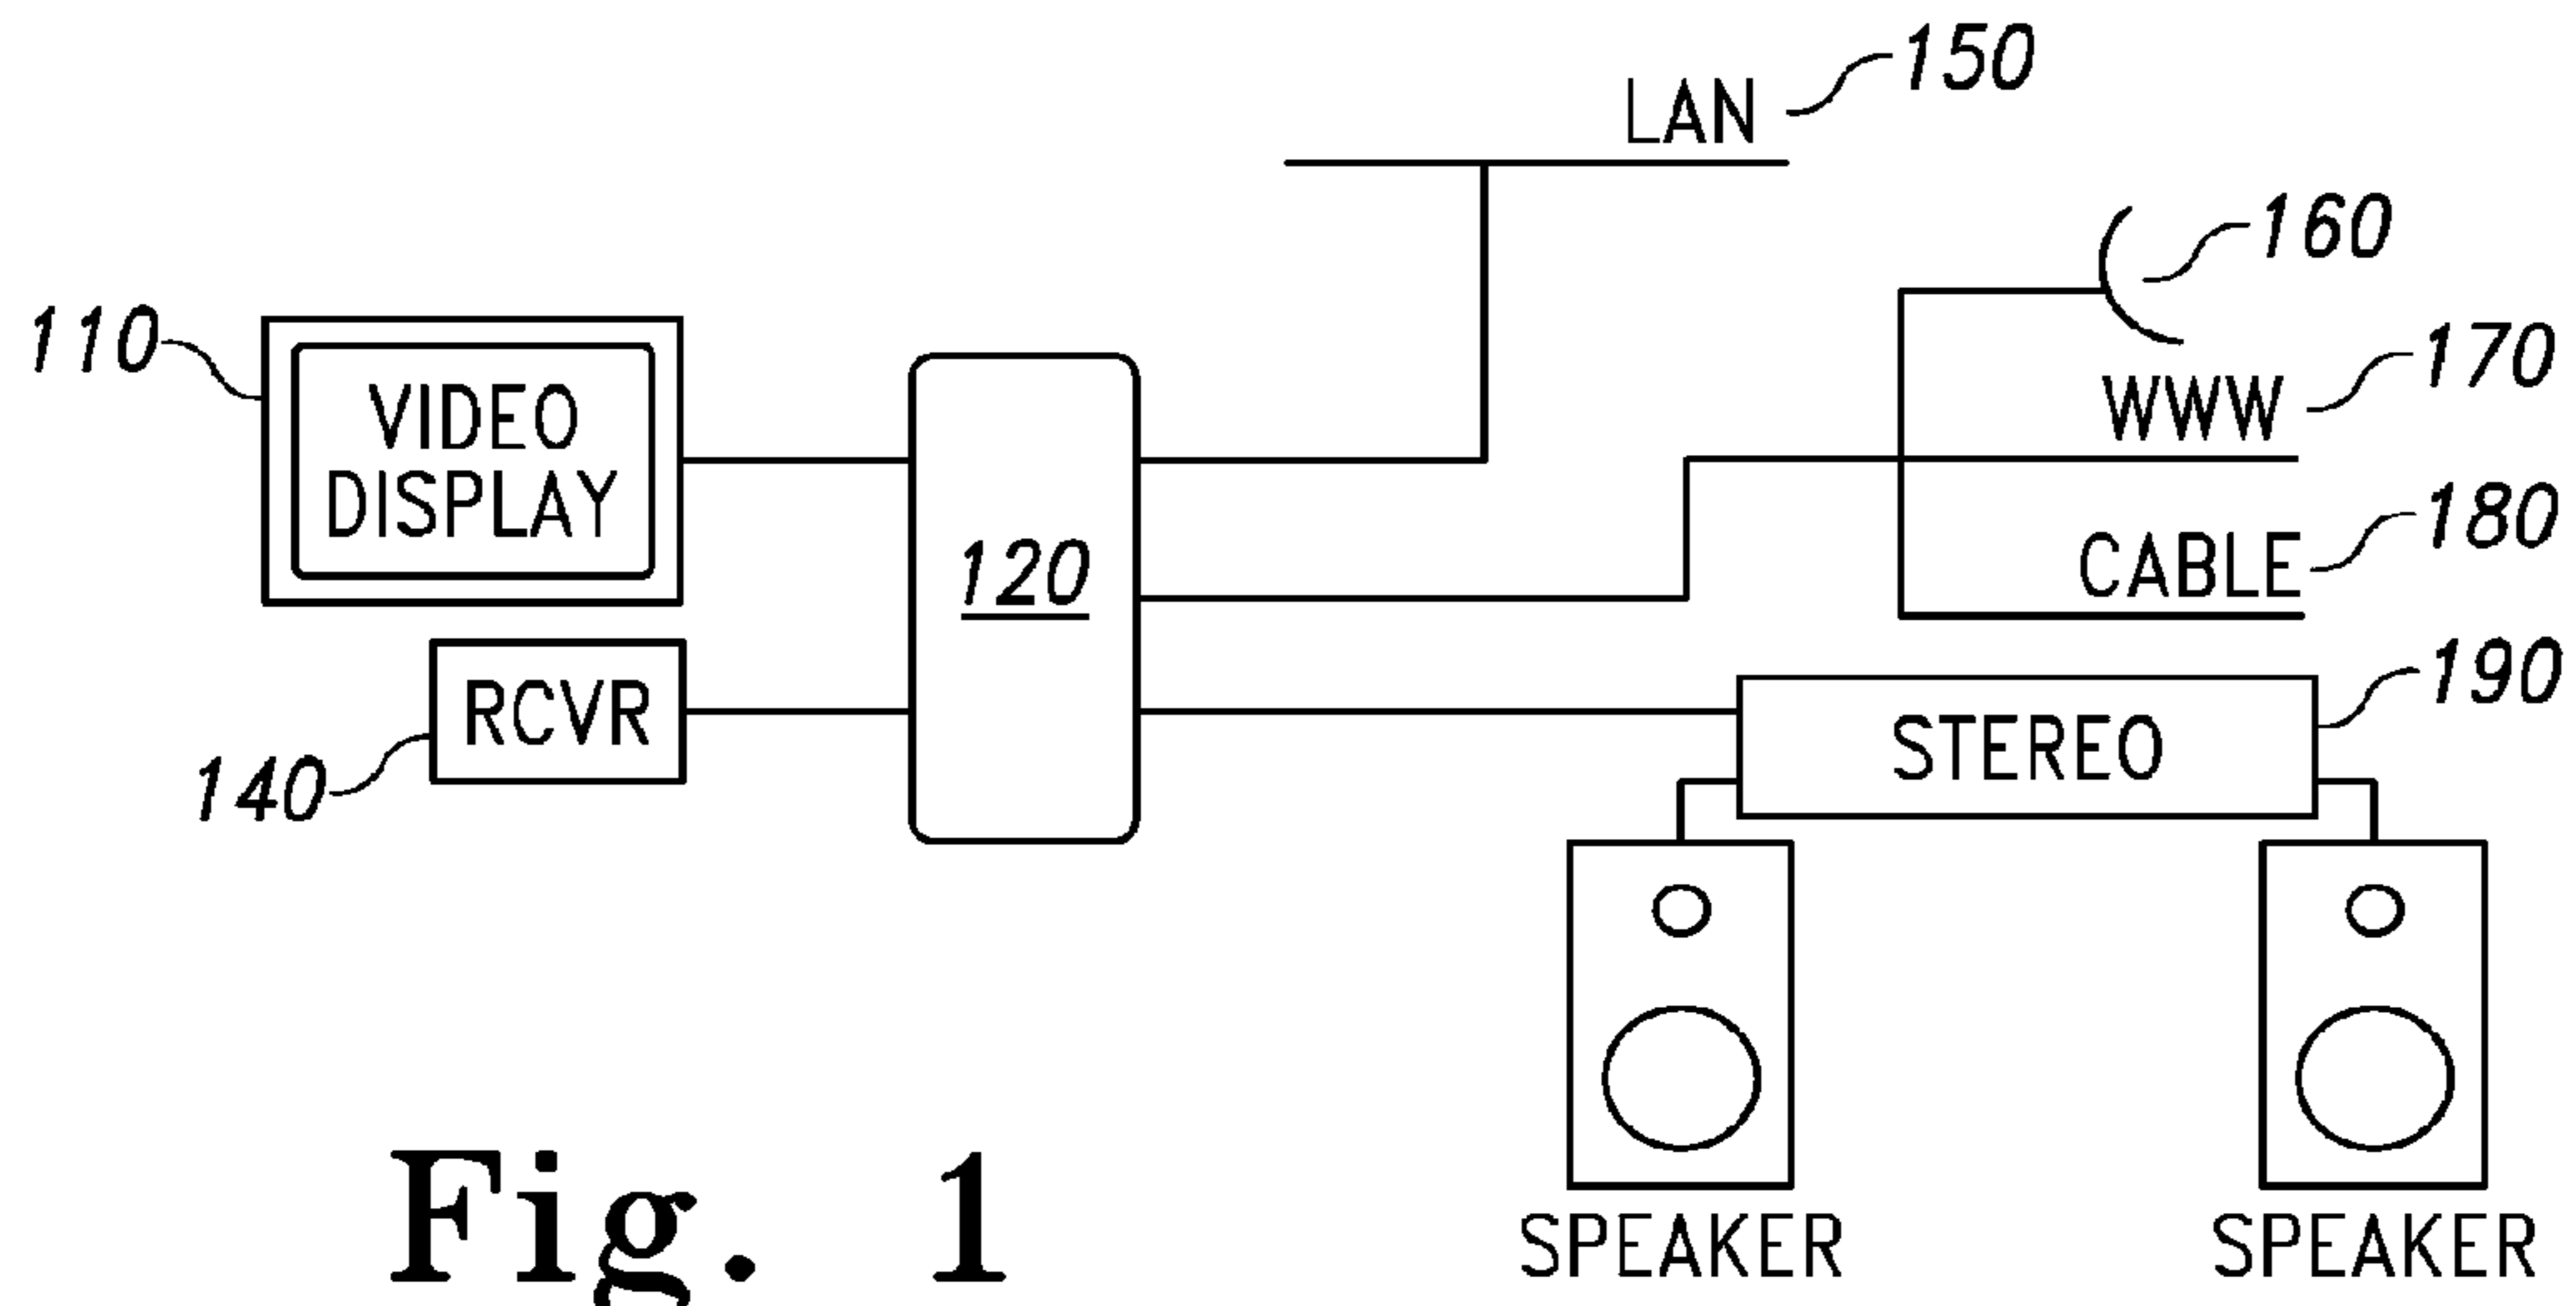 LAN 150
160
110
VIDEO
DISPLAY
WWW 170
120
CABLE 180
RCVR
140
STEREO 190
SPEAKER SPEAKER
Fig. 1